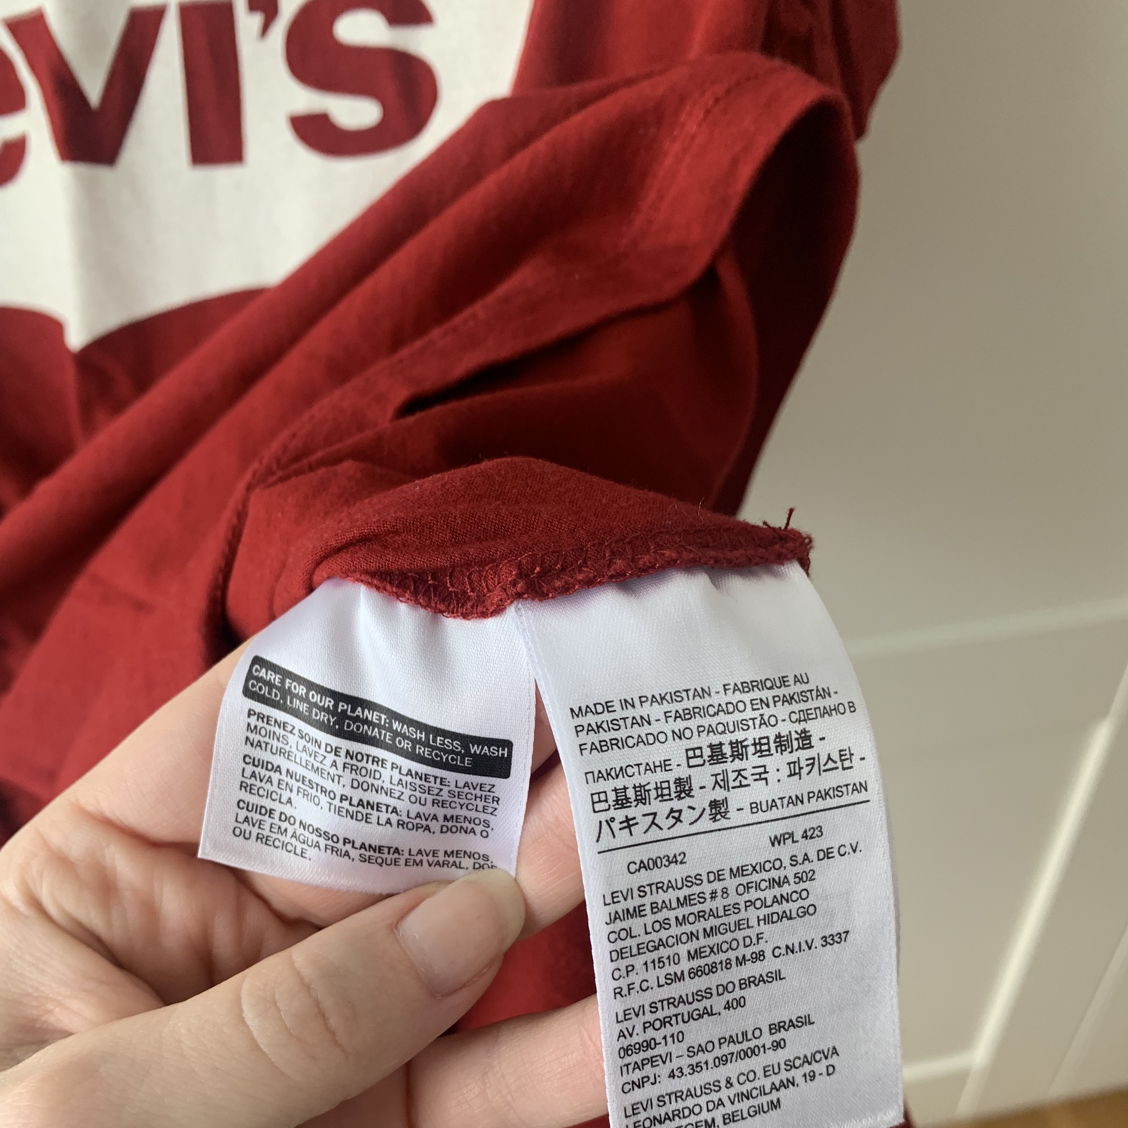 evi's
CARE FOR OUR PLANET: WASH LESS, WASH
COLD, LINE DRY, DONATE OR RECYCLE
PRENEZ SOIN DE NOTRE PLANETE: LAVEZ
MOINS, LAVEZ A FROID, LAISSEZ SECHER
NATURELLEMENT, DONNEZ OU RECYCLEZ
CUIDA NUESTRO PLANETA: LAVA MENOS,
LAVA EN FRIO, TIENDE LA ROPA, DONA O
RECICLA.
CUIDE DO NOSSO PLANETA: LAVE MENOS,
LAVE EM ÁGUA FRIA, SEQUE EM VARAL,
OU RECICLE.
MADE IN PAKISTAN - FABRIQUE AU
PAKISTAN - FABRICADO EN PAKISTÁN -
FABRICADO NO PAQUISTÃO - СДЕЛАНО В
ПАКИСТАНЕ - 巴基斯坦制造 -
巴基斯坦製 - 제조국 : 파키스탄 -
パキスタン製 - BUATAN PAKISTAN
CA00342 WPL 423
LEVI STRAUSS DE MEXICO, S.A. DE C.V.
JAIME BALMES # 8 OFICINA 502
COL. LOS MORALES POLANCO
DELEGACION MIGUEL HIDALGO
C.P. 11510 MEXICO D.F.
R.F.C. LSM 660818 M-98 C.N.I.V. 3337
LEVI STRAUSS DO BRASIL
AV. PORTUGAL, 400
06990-110
ITAPEVI – SAO PAULO BRASIL
CNPJ: 43.351.097/0001-90
LEVI STRAUSS & CO. EU SCA/CVA
LEONARDO DA VINCILAAN, 19 - D
BELGIUM